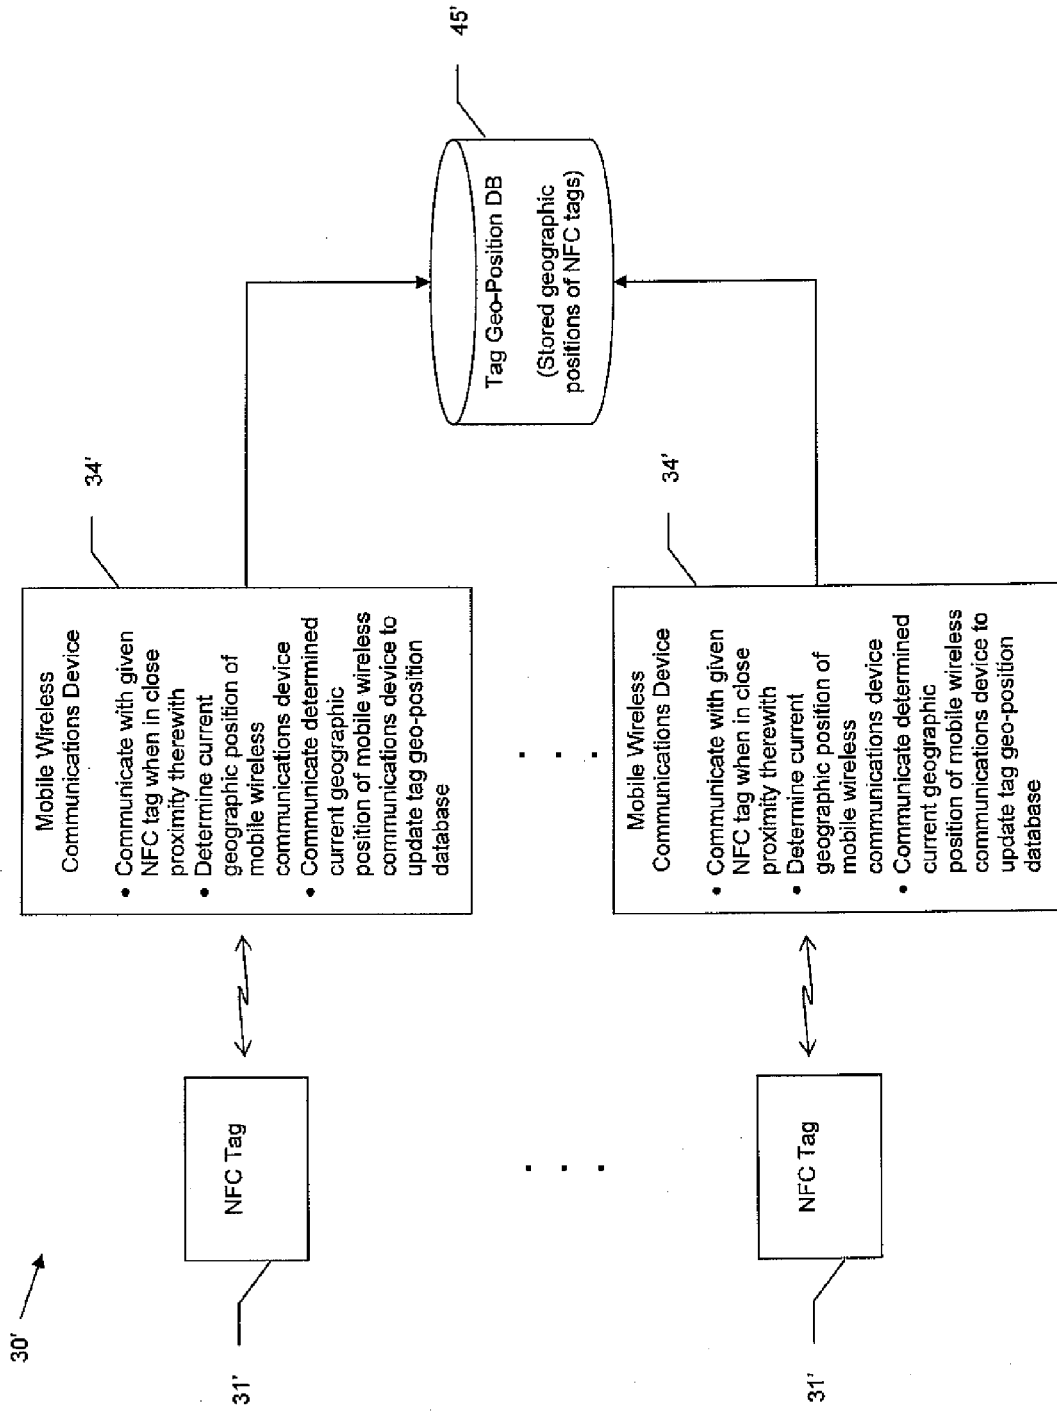 30'
31'
NFC Tag
34'
Mobile Wireless
Communications Device
• Communicate with given
NFC tag when in close
proximity therewith
• Determine current
geographic position of
mobile wireless
communications device
• Communicate determined
current geographic
position of mobile wireless
communications device to
update tag geo-position
database
45'
Tag Geo-Position DB
(Stored geographic
positions of NFC tags)
. . .
. . .
31'
NFC Tag
34'
Mobile Wireless
Communications Device
• Communicate with given
NFC tag when in close
proximity therewith
• Determine current
geographic position of
mobile wireless
communications device
• Communicate determined
current geographic
position of mobile wireless
communications device to
update tag geo-position
database